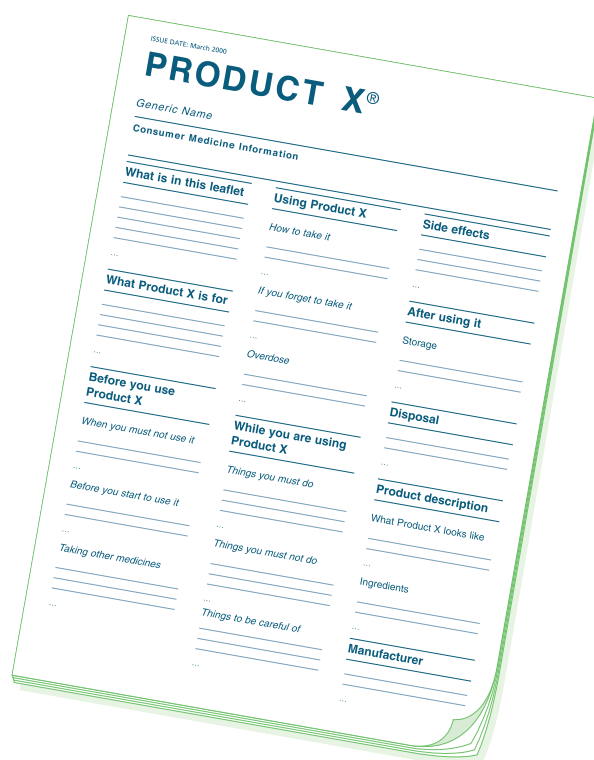 ISSUE DATE: March 2000
PRODUCT X®
Generic Name
Consumer Medicine Information
What is in this leaflet
...
What Product X is for
...
Before you use
Product X
When you must not use it
...
Before you start to use it
...
Taking other medicines
...
Using Product X
How to take it
...
If you forget to take it
...
Overdose
...
While you are using
Product X
Things you must do
...
Things you must not do
...
Things to be careful of
...
Side effects
...
After using it
Storage
...
Disposal
...
Product description
What Product X looks like
...
Ingredients
...
Manufacturer
...